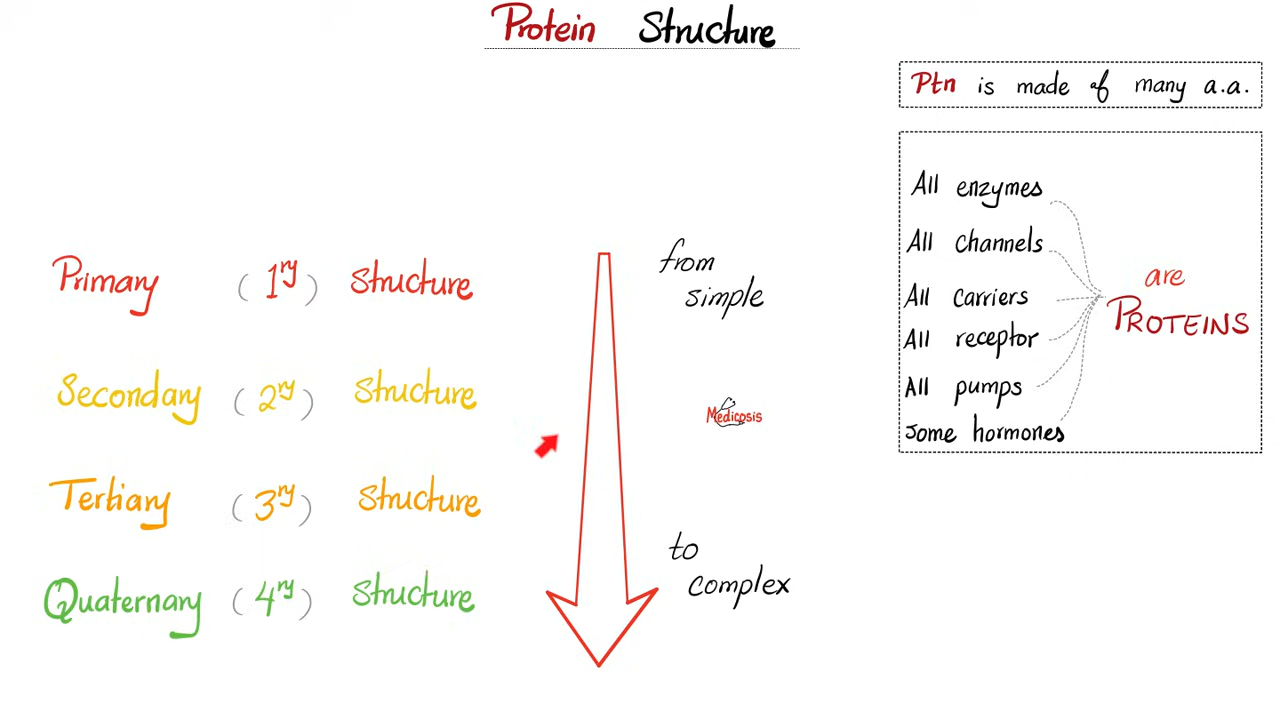 Protein Structure
Ptn is made of many a.a.
All enzymes
All channels
All carriers
All receptor
All pumps
Some hormones
are
PROTEINS
Primary (1ry) Structure
Secondary (2ry) Structure
Tertiary (3ry) Structure
Quaternary (4ry) Structure
from
simple
Medicosis
to
complex